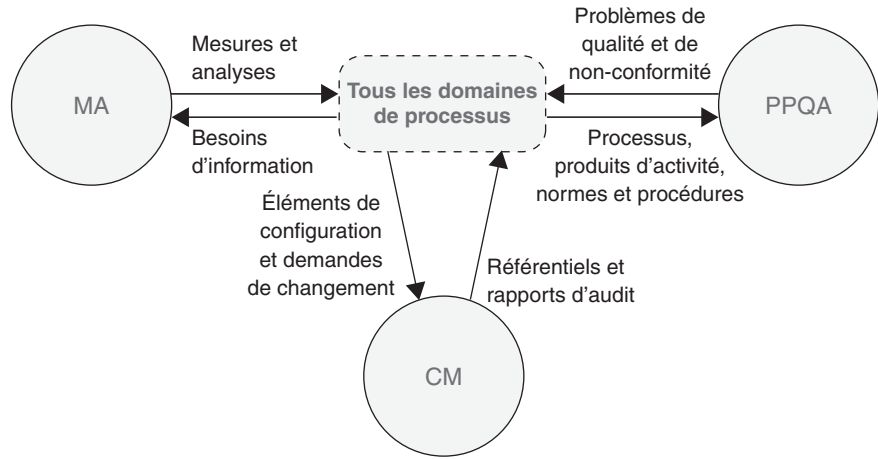 MA
Mesures et
analyses
Besoins
d’information
Tous les domaines
de processus
Problèmes de
qualité et de
non-conformité
Processus,
produits d’activité,
normes et procédures
PPQA
Éléments de
configuration
et demandes
de changement
Référentiels et
rapports d’audit
CM